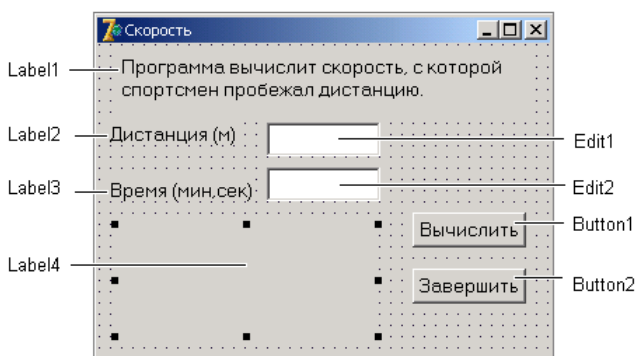 Скорость
Label1
Программа вычислит скорость, с которой
спортсмен пробежал дистанцию.
Label2
Дистанция (м)
Edit1
Label3
Время (мин,сек)
Edit2
Вычислить
Button1
Label4
Завершить
Button2